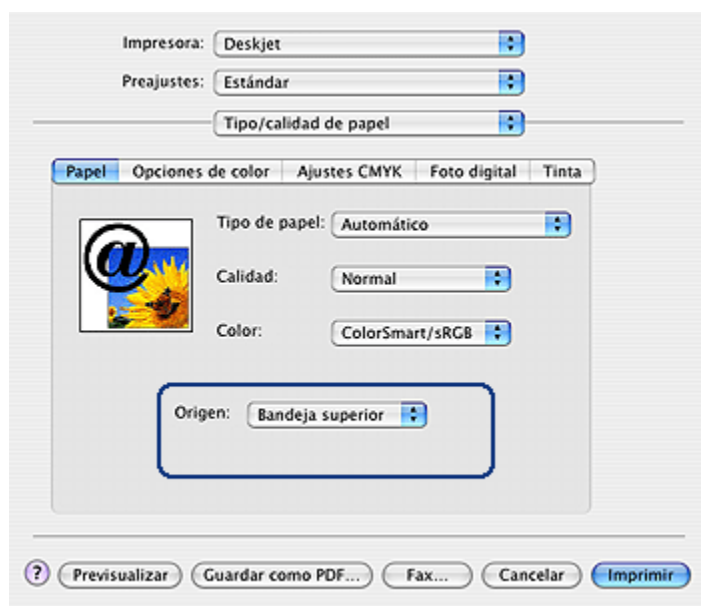 Impresora: Deskjet
Preajustes: Estándar
Tipo/calidad de papel
Papel Opciones de color Ajustes CMYK Foto digital Tinta
Tipo de papel: Automático
@
Calidad: Normal
Color: ColorSmart/sRGB
Origen: Bandeja superior
? Previsualizar Guardar como PDF... Fax... Cancelar Imprimir